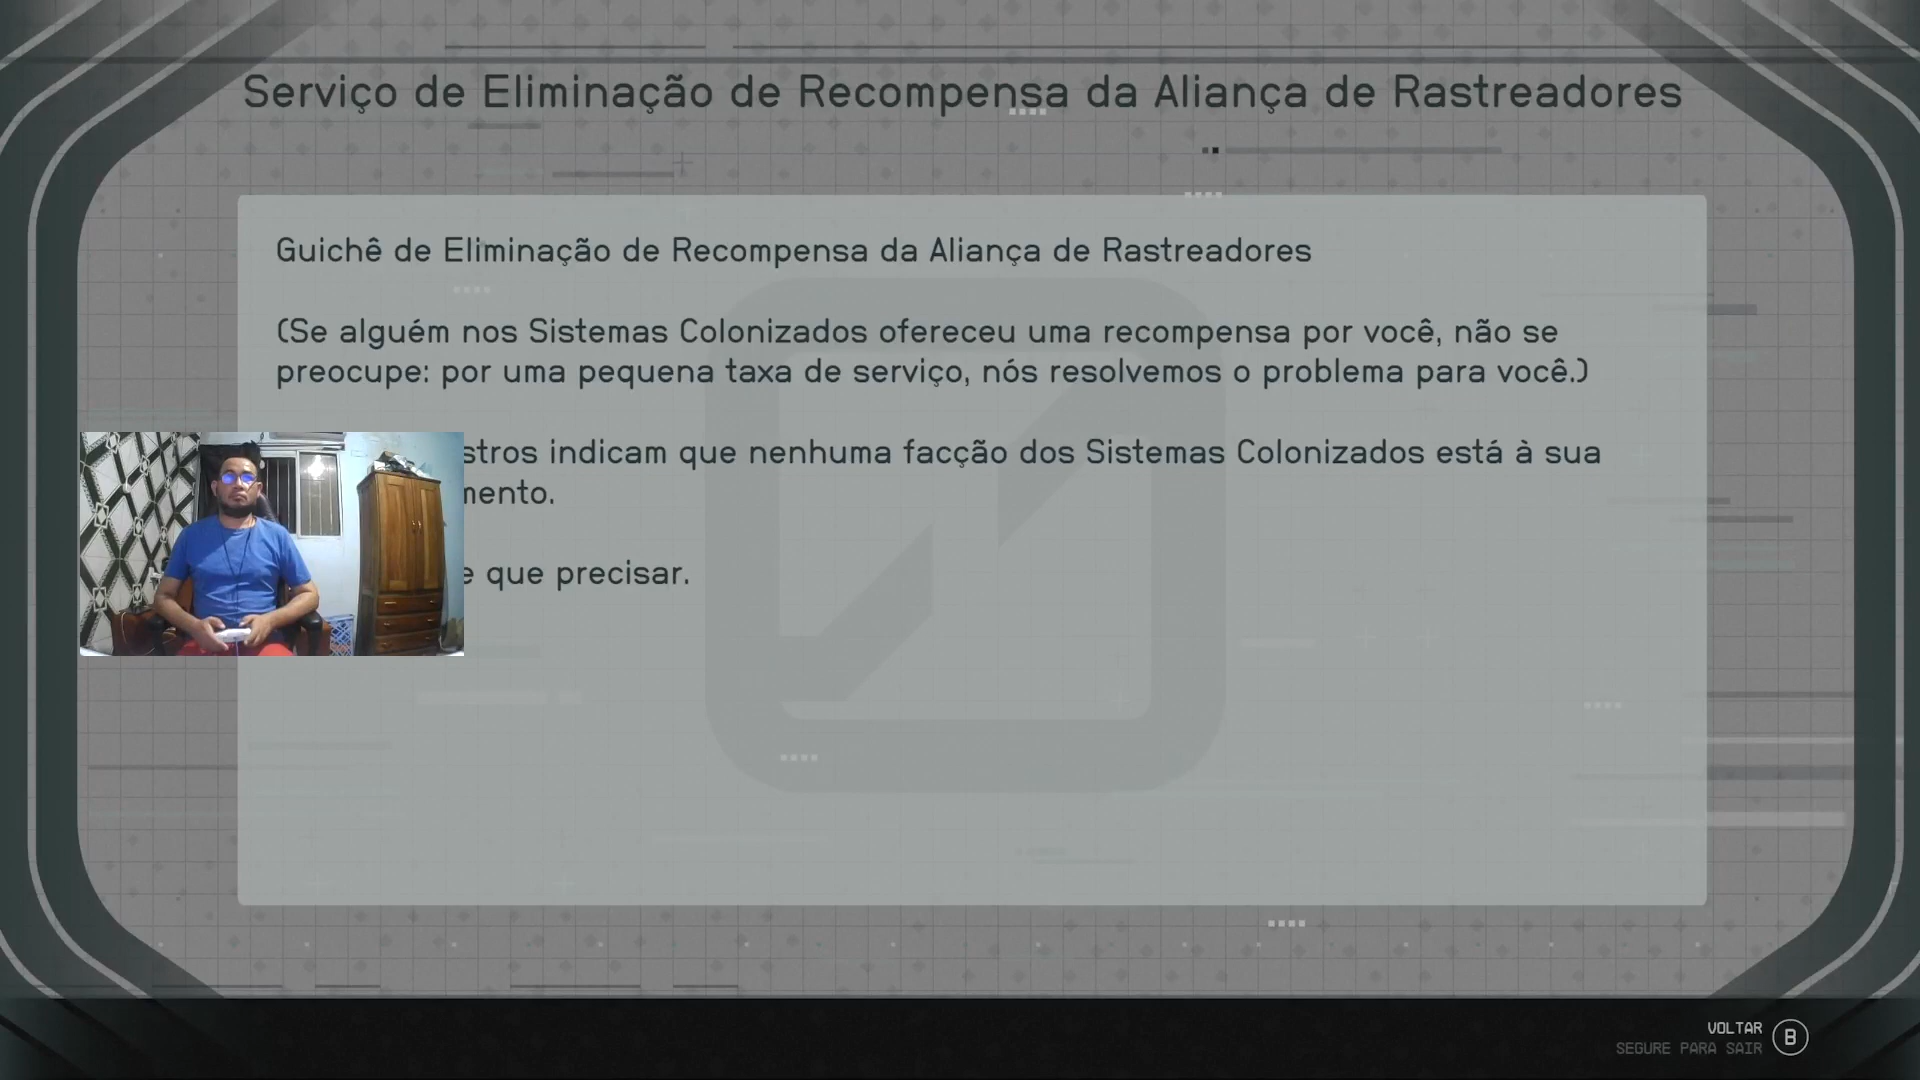 Serviço de Eliminação de Recompensa da Aliança de Rastreadores
Guichê de Eliminação de Recompensa da Aliança de Rastreadores
(Se alguém nos Sistemas Colonizados ofereceu uma recompensa por você, não se
preocupe: por uma pequena taxa de serviço, nós resolvemos o problema para você.)
indicam que nenhuma facção dos Sistemas Colonizados está à sua
que precisar.
VOLTAR
SEGURE PARA SAIR
B